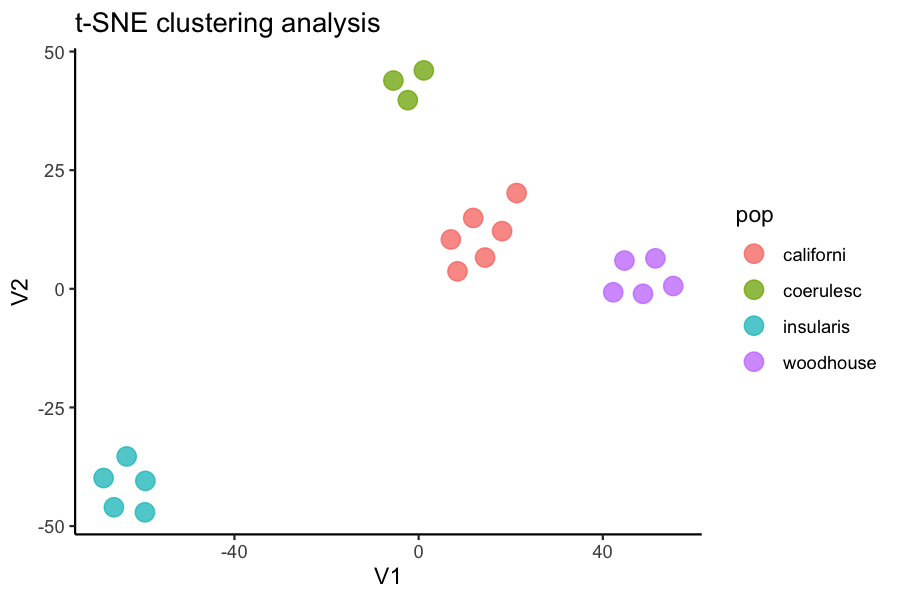 t-SNE clustering analysis
50
25
0
-25
-50
V2
-40
0
40
V1
pop
californi
coerulesc
insularis
woodhouse